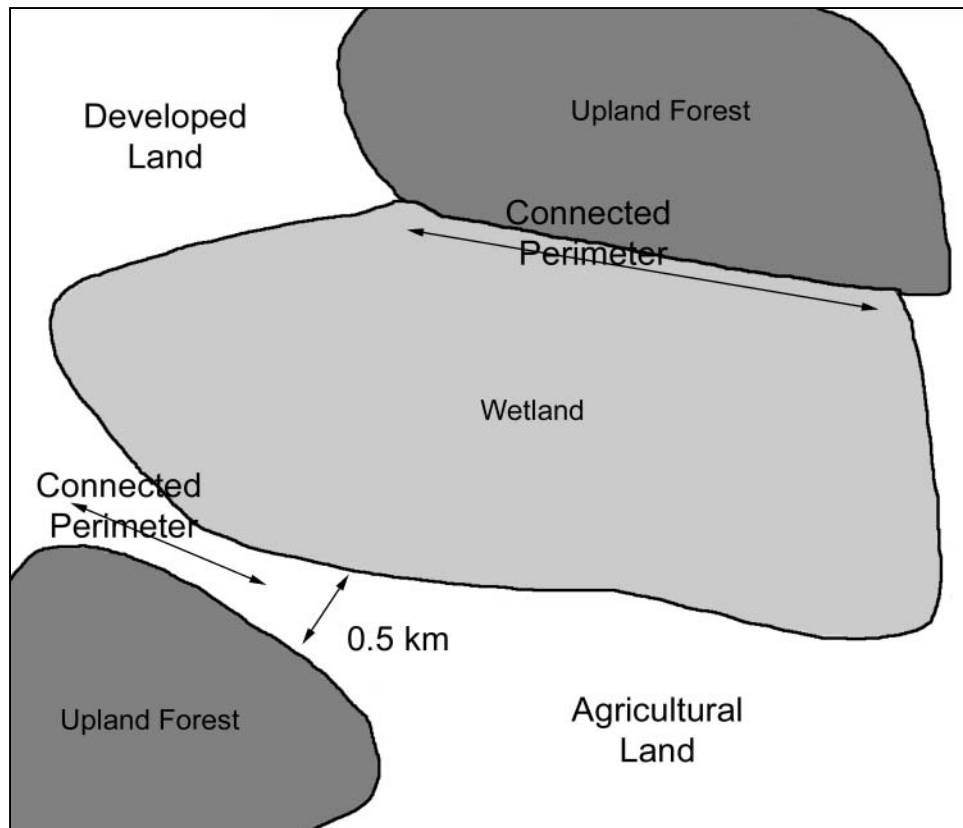 Developed
Land
Upland Forest
Connected
Perimeter
Wetland
Connected
Perimeter
0.5 km
Upland Forest
Agricultural
Land